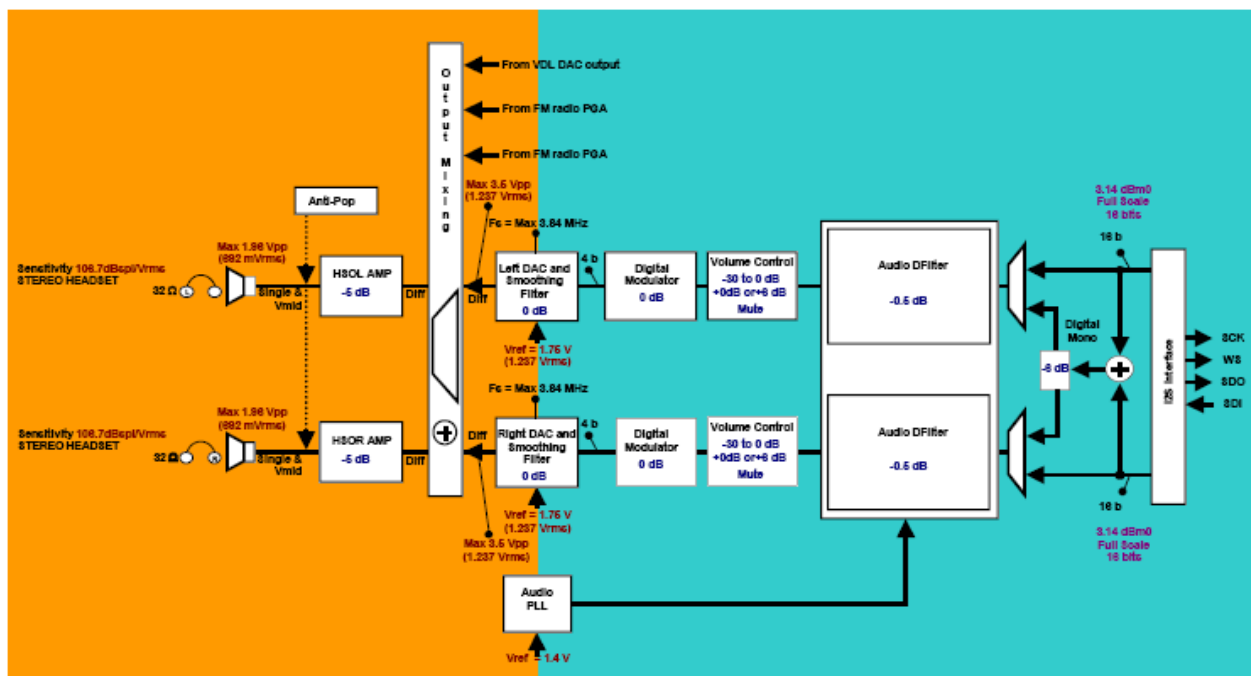 From VDL DAC output
From FM radio PGA
From FM radio PGA
Output Mixing
Max 3.5 Vpp
(1.237 Vrms)
Anti-Pop
3.14 dBm0
Full Scale
16 bits
Fs = Max 3.84 MHz
Max 1.96 Vpp
(692 mVrms)
Sensitivity 106.7dBspl/Vrms
STEREO HEADSET
32 Ω
L
Single &
Vmid
HSOL AMP
-5 dB
Diff
Diff
Left DAC and
Smoothing
Filter
0 dB
4 b
Digital
Modulator
0 dB
Volume Control
-30 to 0 dB
+0dB or+6 dB
Mute
Audio DFilter
-0.5 dB
16 b
Vref = 1.75 V
(1.237 Vrms)
Digital
Mono
-6 dB
I2S Interface
SCK
WS
SDO
SDI
Fs = Max 3.84 MHz
Max 1.96 Vpp
(692 mVrms)
Sensitivity 106.7dBspl/Vrms
STEREO HEADSET
32 Ω
R
Single &
Vmid
HSOR AMP
-5 dB
Diff
Diff
Right DAC and
Smoothing
Filter
0 dB
4 b
Digital
Modulator
0 dB
Volume Control
-30 to 0 dB
+0dB or+6 dB
Mute
Audio DFilter
-0.5 dB
16 b
Vref = 1.75 V
(1.237 Vrms)
Max 3.5 Vpp
(1.237 Vrms)
3.14 dBm0
Full Scale
16 bits
Audio
PLL
Vref = 1.4 V